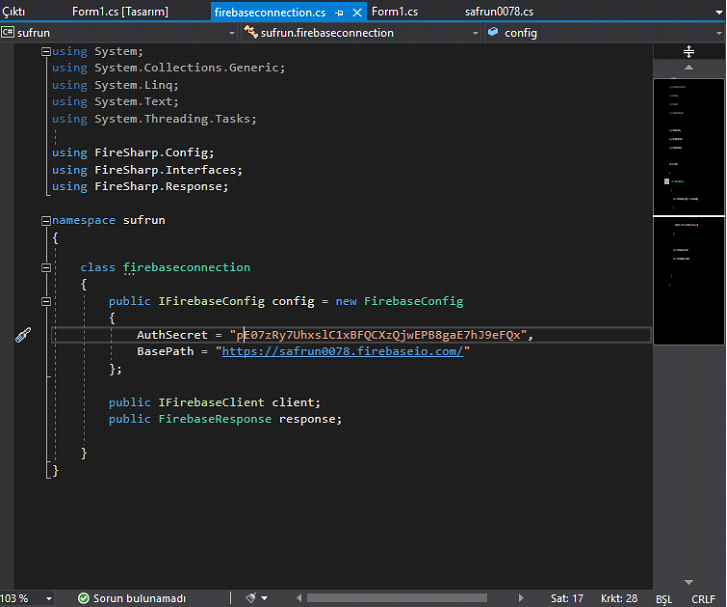 Çıktı Form1.cs [Tasarım] firebaseconnection.cs Form1.cs safrun0078.cs
C# sufrun sufrun.firebaseconnection config
using System;
using System.Collections.Generic;
using System.Linq;
using System.Text;
using System.Threading.Tasks;
using FireSharp.Config;
using FireSharp.Interfaces;
using FireSharp.Response;
namespace sufrun
{
class firebaseconnection
{
public IFirebaseConfig config = new FirebaseConfig
{
AuthSecret = "pE07zRy7UhxslC1xBFQCXzQjwEPB8gaE7hJ9eFQx",
BasePath = "https://safrun0078.firebaseio.com/"
};
public IFirebaseClient client;
public FirebaseResponse response;
}
}
103 % Sorun bulunamadı Sat: 17 Krkt: 28 BŞL CRLF